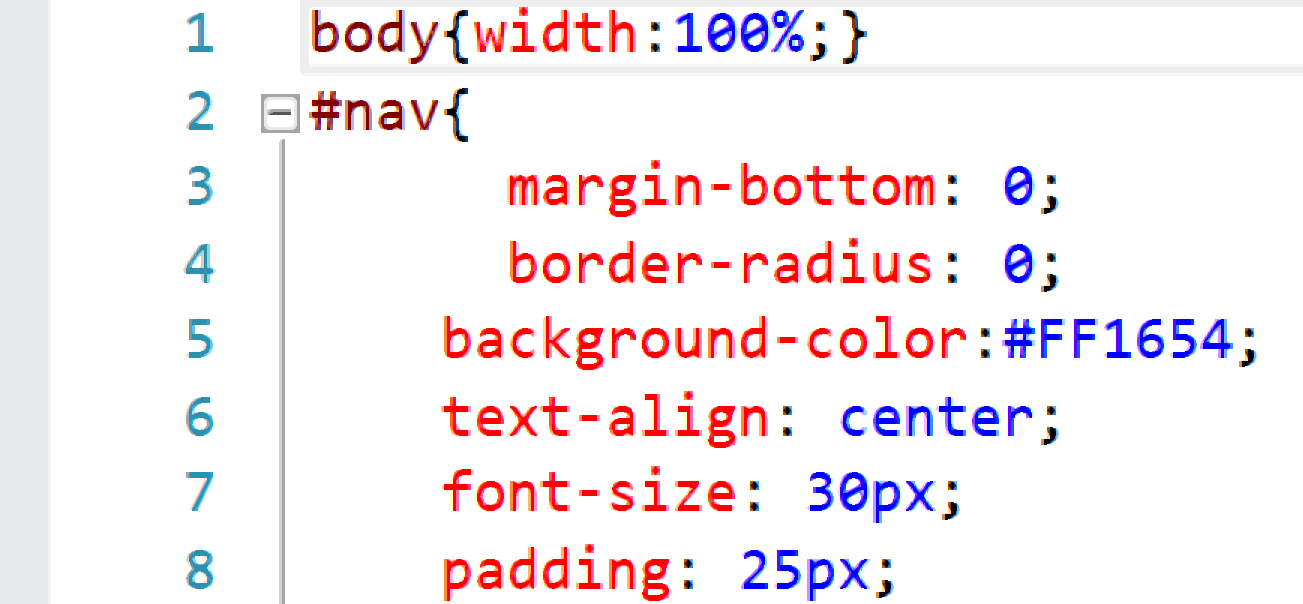 1 body{width:100%;}
2 #nav{
3 margin-bottom: 0;
4 border-radius: 0;
5 background-color:#FF1654;
6 text-align: center;
7 font-size: 30px;
8 padding: 25px;